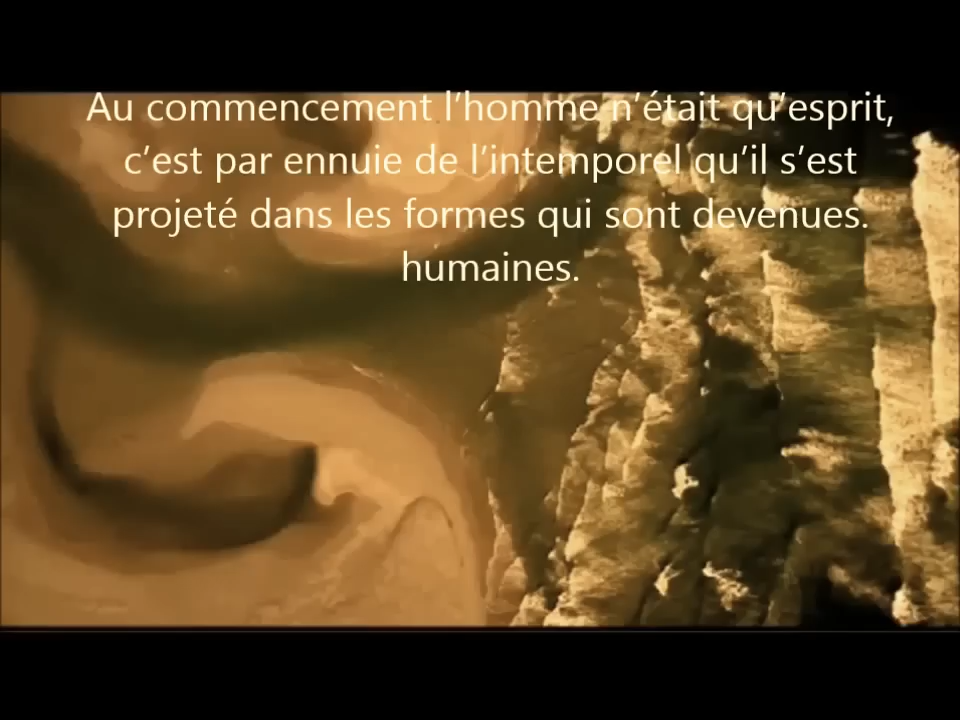 Au commencement l’homme n’était qu’esprit,
c’est par ennuie de l’intemporel qu’il s’est
projeté dans les formes qui sont devenues.
humaines.